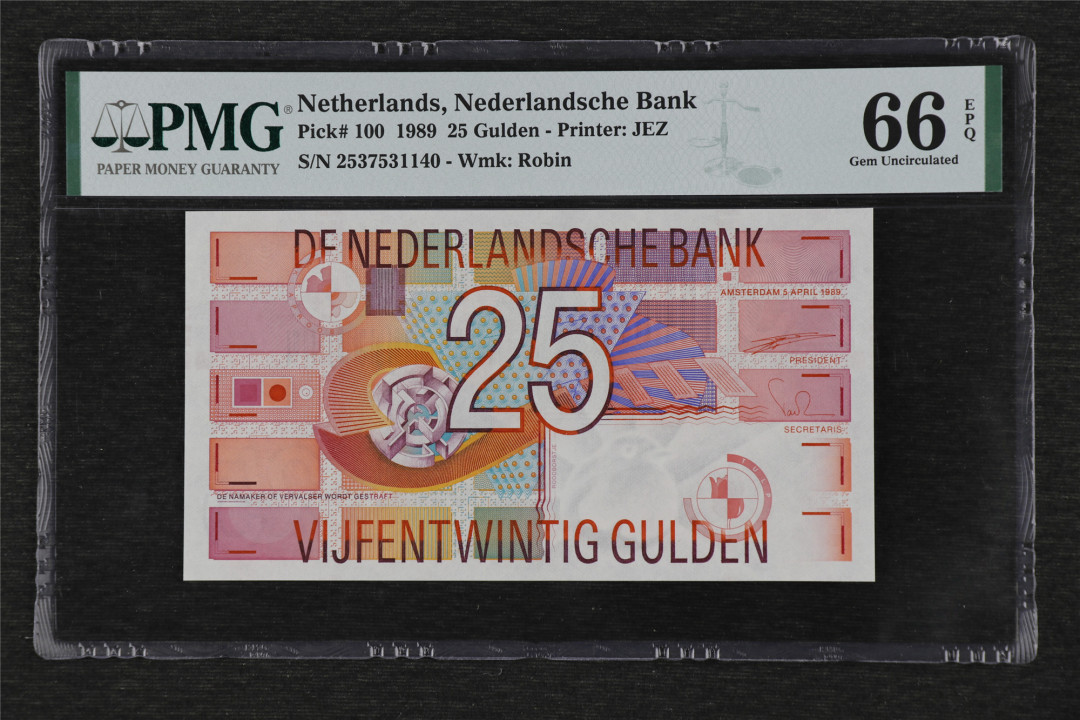 PMG®
PAPER MONEY GUARANTY
Netherlands, Nederlandsche Bank
Pick# 100 1989 25 Gulden - Printer: JEZ
S/N 2537531140 - Wmk: Robin
66
EPQ
Gem Uncirculated
DE NEDERLANDSCHE BANK
AMSTERDAM 5 APRIL 1989
25
PRESIDENT
SECRETARIS
DE NAMAKER OF VERVALSER WORDT GESTRAFT
ROODBORSTJE
TULP
VIJFENTWINTIG GULDEN